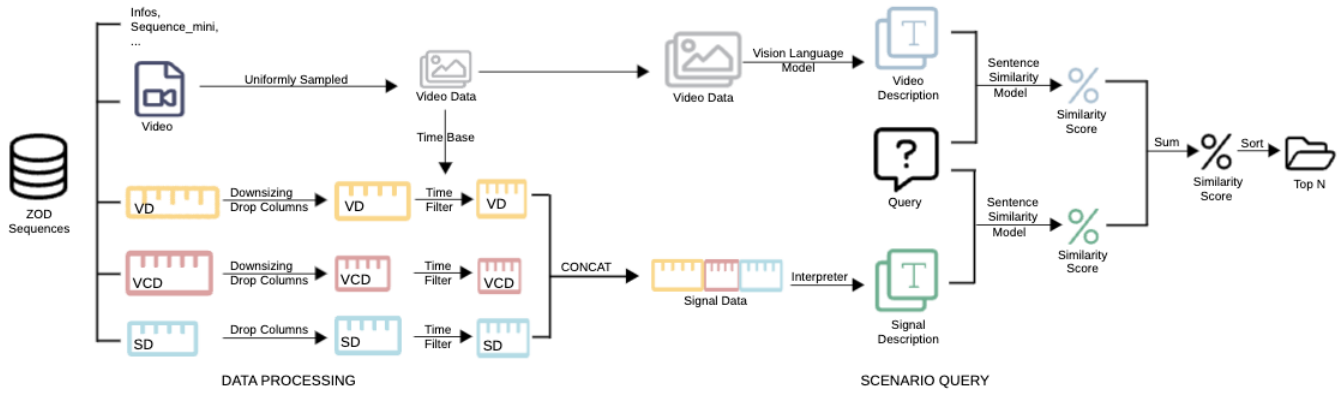 Infos,
Sequence_mini,
...
Video
Uniformly Sampled
Video Data
Time Base
Video Data
Vision Language
Model
T
Video
Description
Sentence
Similarity
Model
%
Similarity
Score
ZOD
Sequences
?
Query
Sum
%
Similarity
Score
Sort
Top N
VD
Downsizing
Drop Columns
VD
Time
Filter
VD
Sentence
Similarity
Model
%
Similarity
Score
VCD
Downsizing
Drop Columns
VCD
Time
Filter
VCD
CONCAT
Signal Data
Interpreter
T
Signal
Description
SD
Drop Columns
SD
Time
Filter
SD
DATA PROCESSING
SCENARIO QUERY